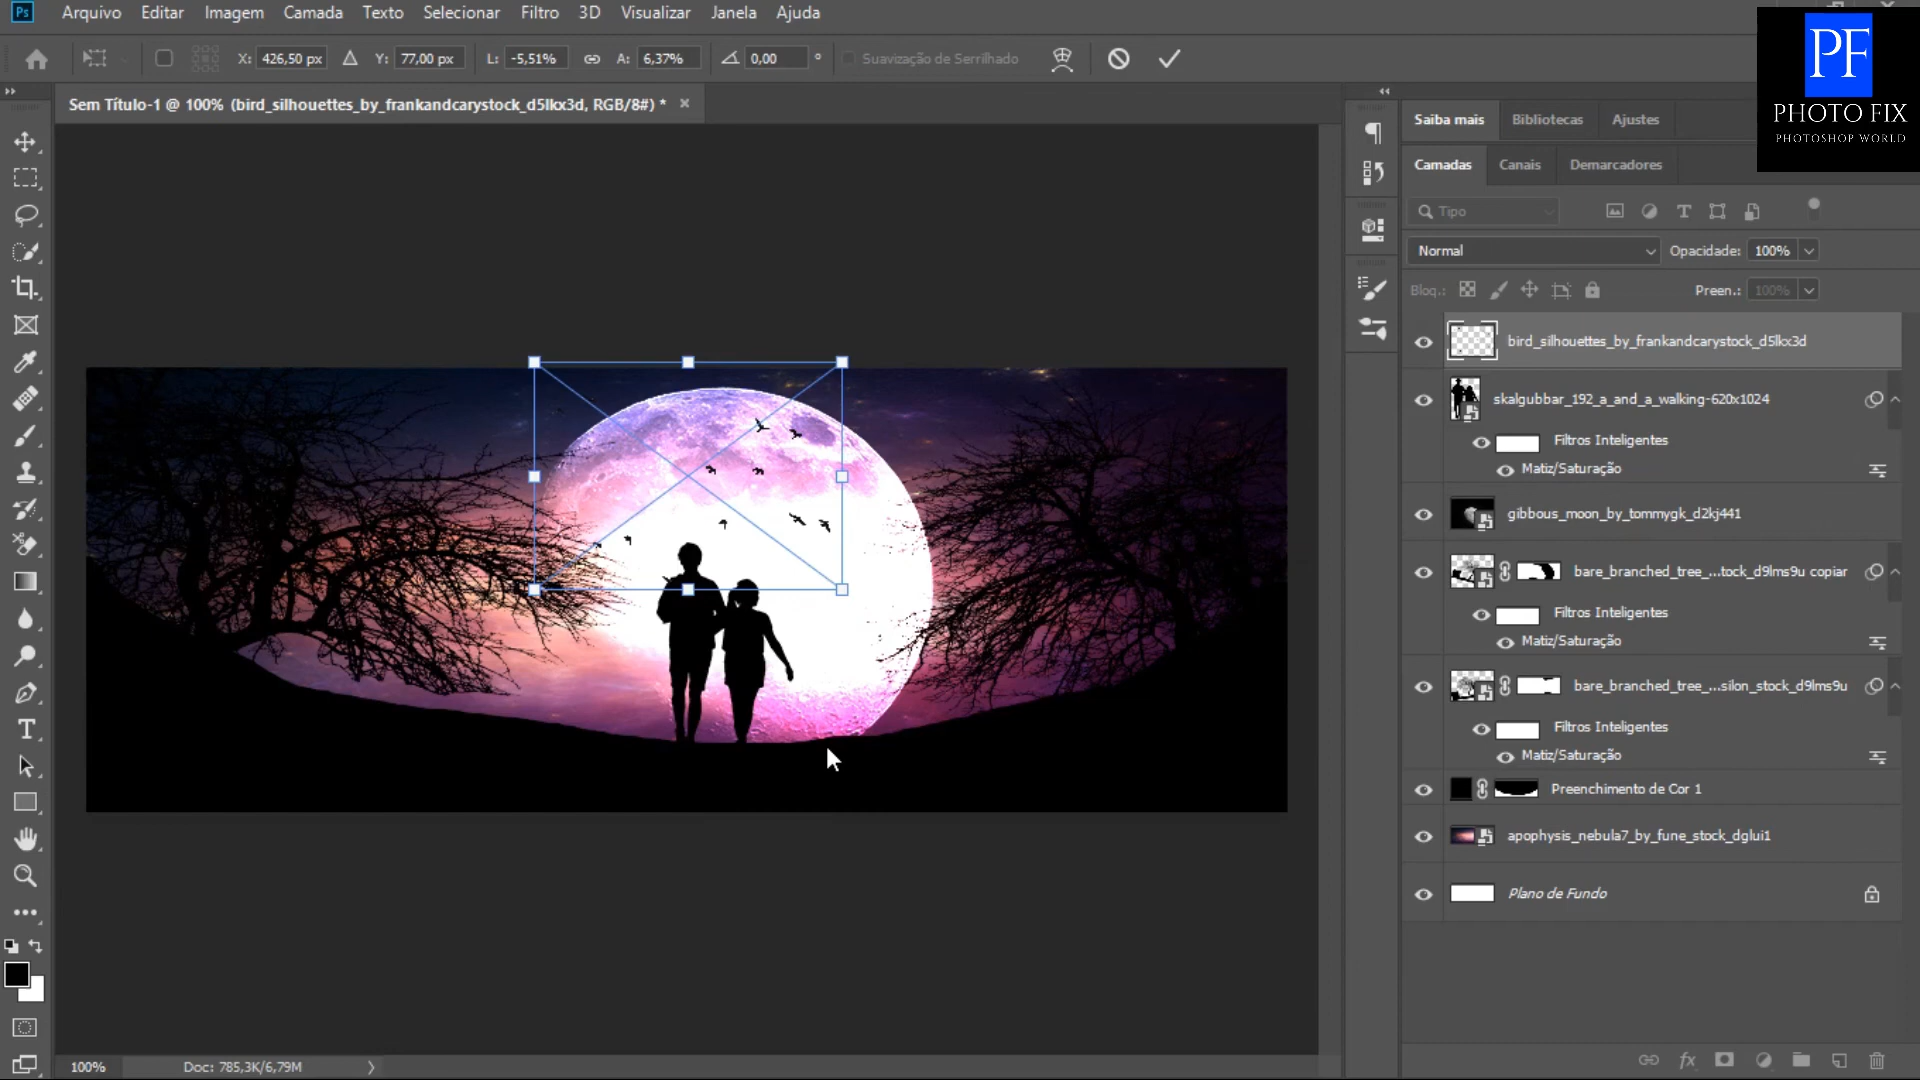 Ps Arquivo Editar Imagem Camada Texto Selecionar Filtro 3D Visualizar Janela Ajuda
X: 426,50 px Y: 77,00 px L: -5,51% A: 6,37% 0,00 ° Suavização de Serrilhado
PF
PHOTO FIX
PHOTOSHOP WORLD
Sem Título-1 @ 100% (bird_silhouettes_by_frankandcarystock_d5lkx3d, RGB/8#) * ×
Saiba mais Bibliotecas Ajustes
Camadas Canais Demarcadores
Tipo
Normal Opacidade: 100%
Bloq.: Preen.: 100%
bird_silhouettes_by_frankandcarystock_d5lkx3d
skalgubbar_192_a_and_a_walking-620x1024
Filtros Inteligentes
Matiz/Saturação
gibbous_moon_by_tommygk_d2kj441
bare_branched_tree_...tock_d9lms9u copiar
Filtros Inteligentes
Matiz/Saturação
bare_branched_tree_...silon_stock_d9lms9u
Filtros Inteligentes
Matiz/Saturação
Preenchimento de Cor 1
apophysis_nebula7_by_fune_stock_dglui1
Plano de Fundo
100% Doc: 785,3K/6,79M
fx